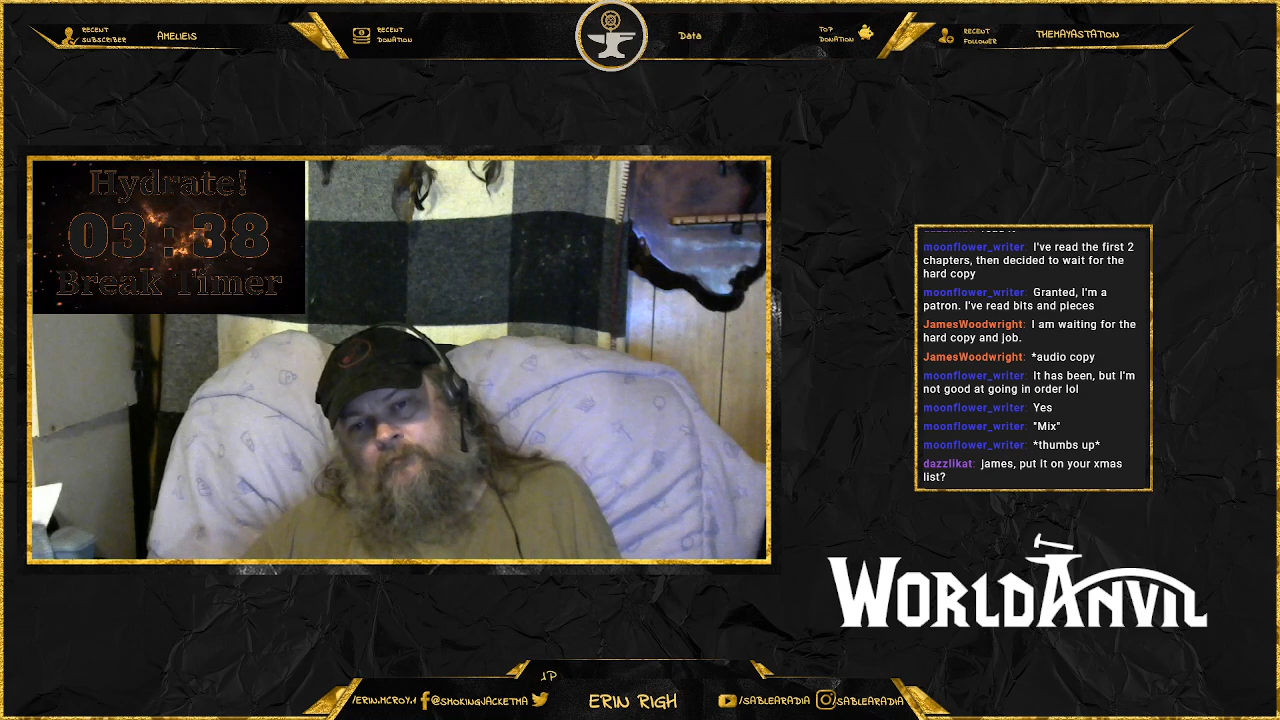 RECENT
SUBSCRIBER
AMELIEIS
RECENT
DONATION
Data
TOP
DONATION
RECENT
FOLLOWER
THEMAYASTATION
Hydrate!
03:38
Break Timer
moonflower_writer: I've read the first 2
chapters, then decided to wait for the
hard copy
moonflower_writer: Granted, I'm a
patron. I've read bits and pieces
JamesWoodwright: I am waiting for the
hard copy and job.
JamesWoodwright: *audio copy
moonflower_writer: It has been, but I'm
not good at going in order lol
moonflower_writer: Yes
moonflower_writer: "Mix"
moonflower_writer: *thumbs up*
dazzlikat: james, put it on your xmas
list?
WORLDANVIL
/ERIN.MCROY.1
@SMOKINGJACKETMA
ERIN RIGH
/SABLEARADIA
/SABLEARADIA